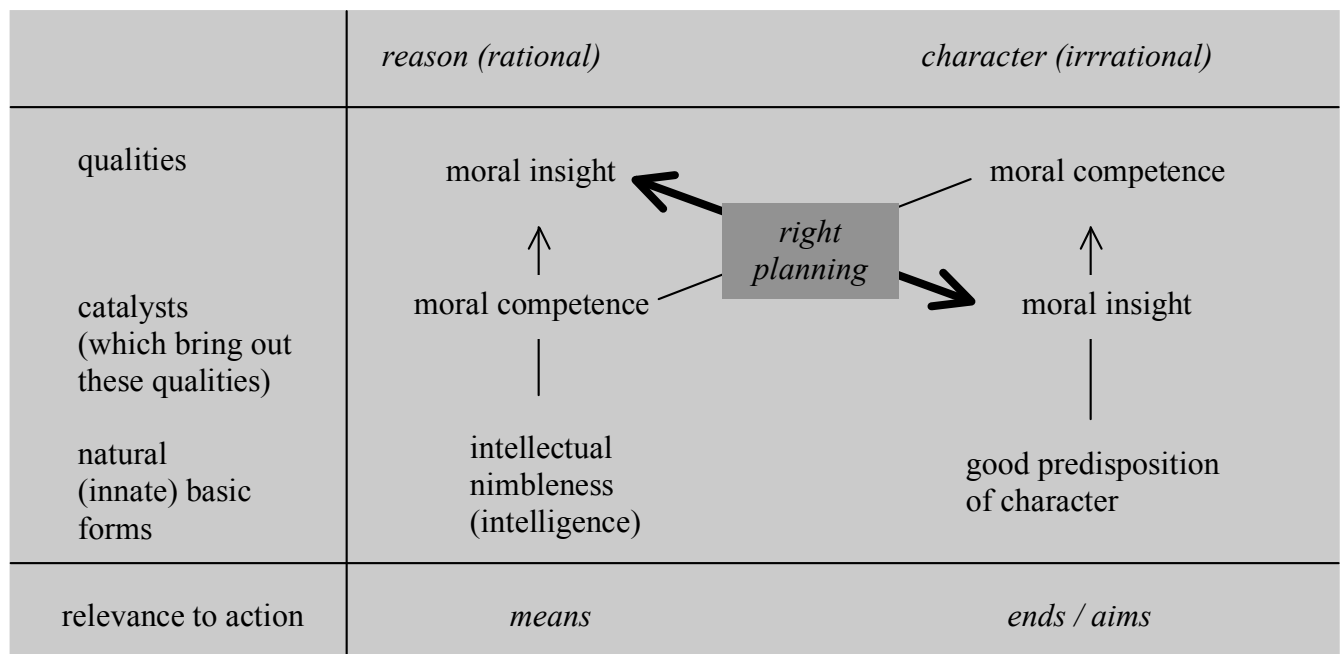 reason (rational) character (irrrational)
qualities moral insight moral competence
right
planning
catalysts moral competence moral insight
(which bring out
these qualities)
natural intellectual good predisposition
(innate) basic nimbleness of character
forms (intelligence)
relevance to action means ends / aims